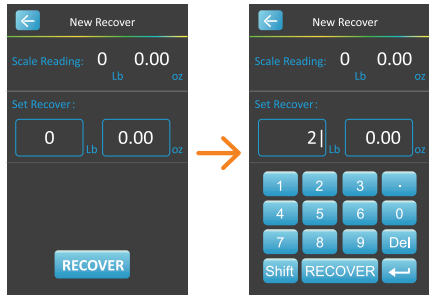 New Recover
Scale Reading: 0 0.00
Lb oz
Set Recover:
0 Lb 0.00 oz
RECOVER
New Recover
Scale Reading: 0 0.00
Lb oz
Set Recover:
2 Lb 0.00 oz
1 2 3 .
4 5 6 0
7 8 9 Del
Shift RECOVER